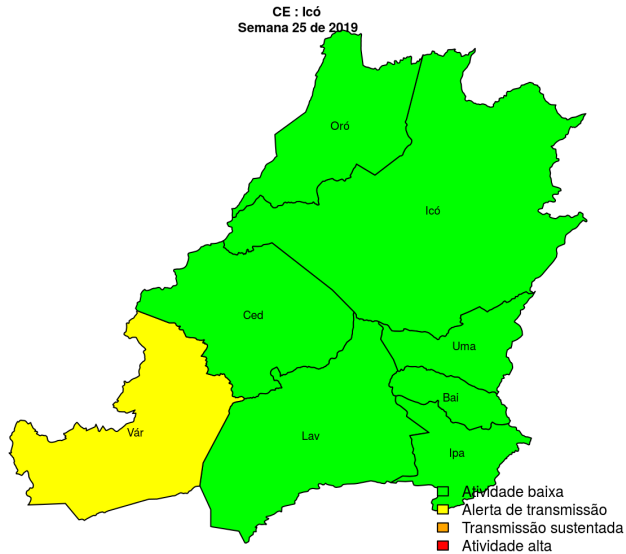 CE : Icó
Semana 25 de 2019
Oró
Icó
Ced
Uma
Bai
Vár
Lav
Ipa
Atividade baixa
Alerta de transmissão
Transmissão sustentada
Atividade alta